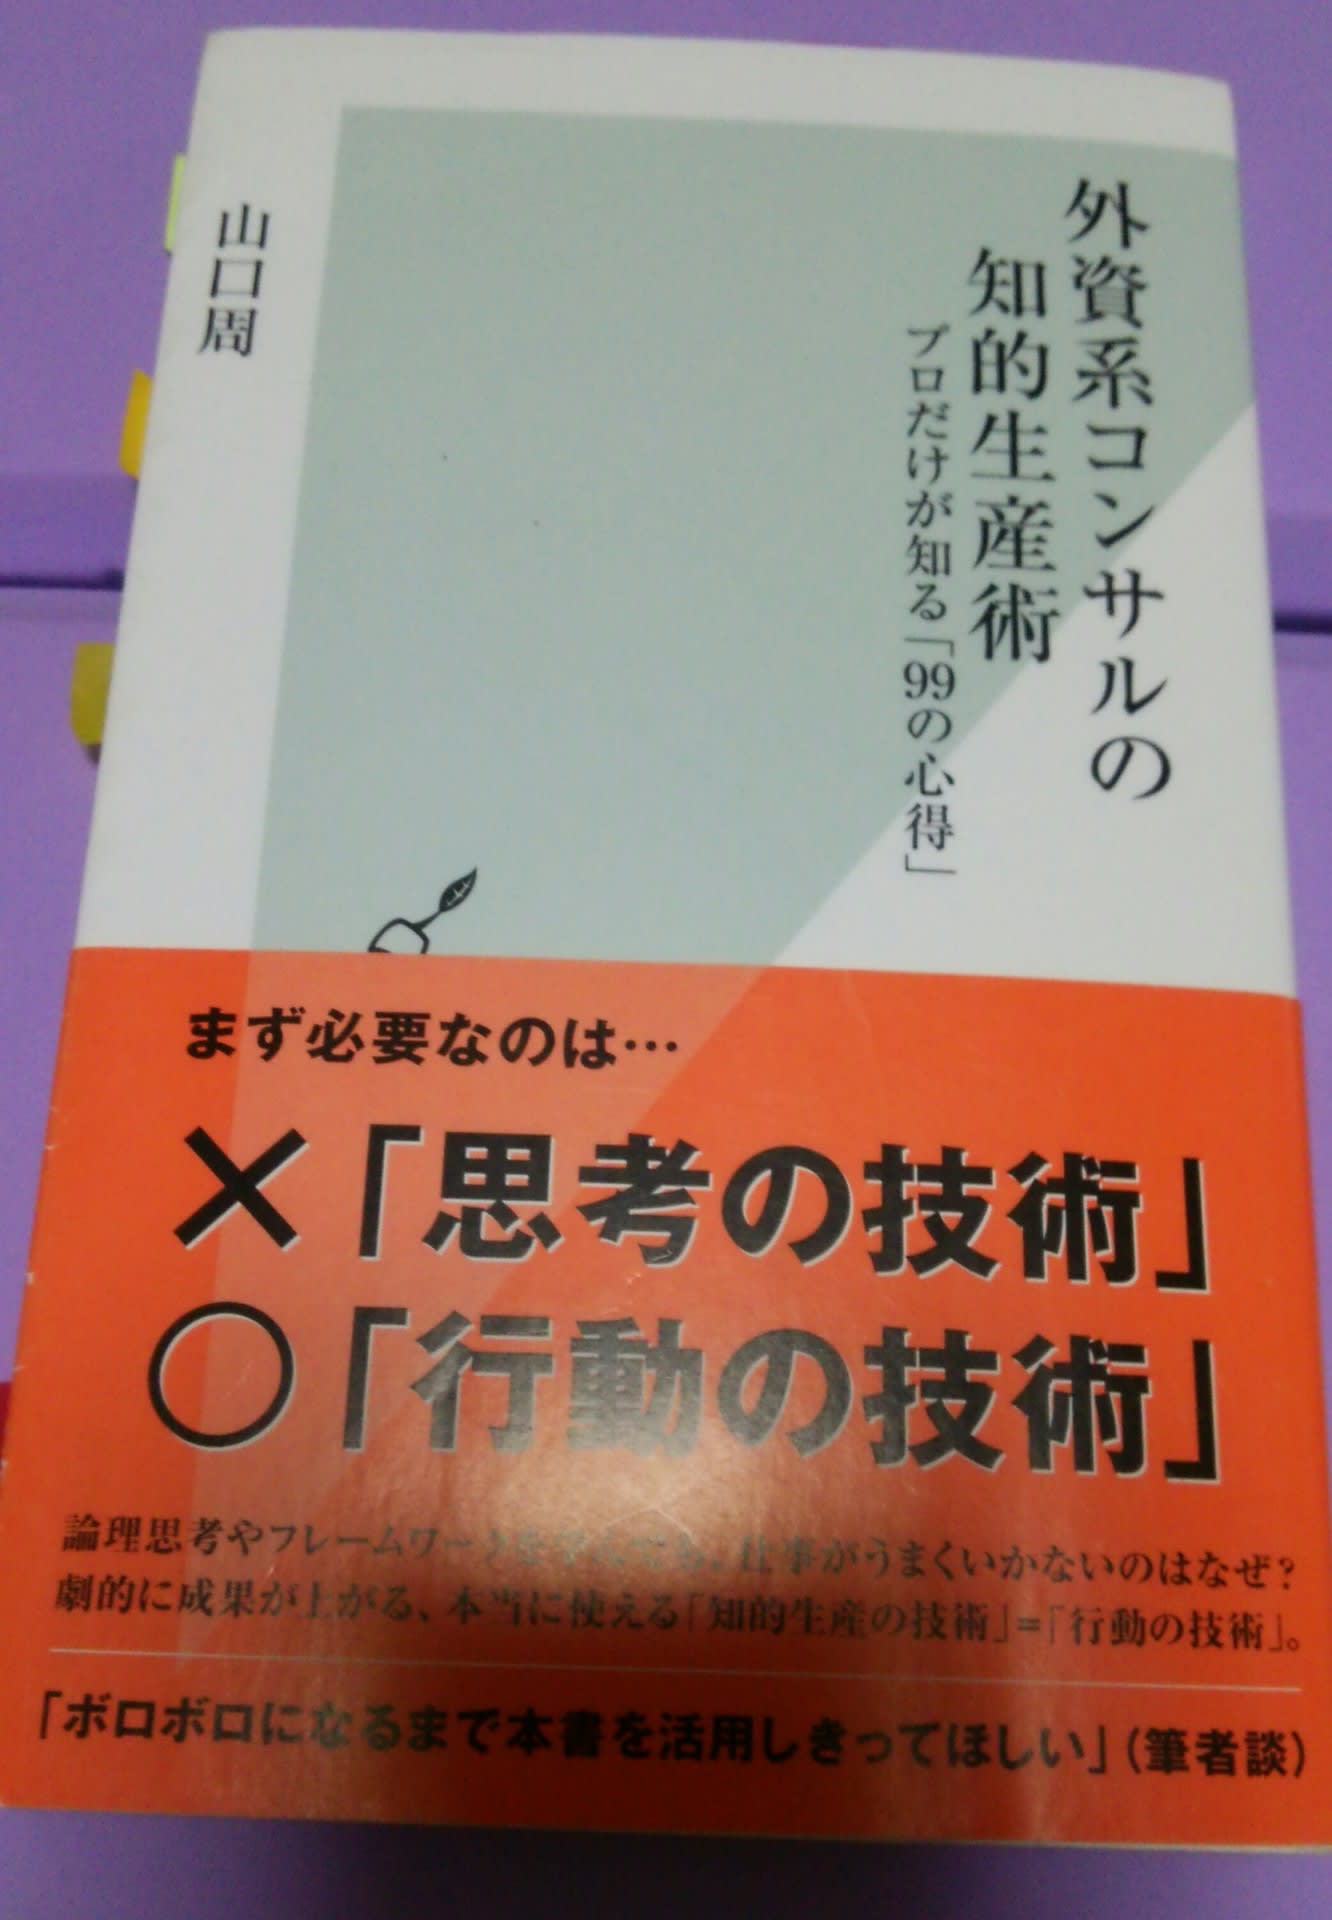 外資系コンサルの
知的生産術
プロだけが知る「99の心得」
山口周
まず必要なのは…
×「思考の技術」
○「行動の技術」
論理思考やフレームワークを学んでも、仕事がうまくいかないのはなぜ?
劇的に成果が上がる、本当に使える「知的生産の技術」=「行動の技術」。
「ボロボロになるまで本書を活用しきってほしい」(筆者談)